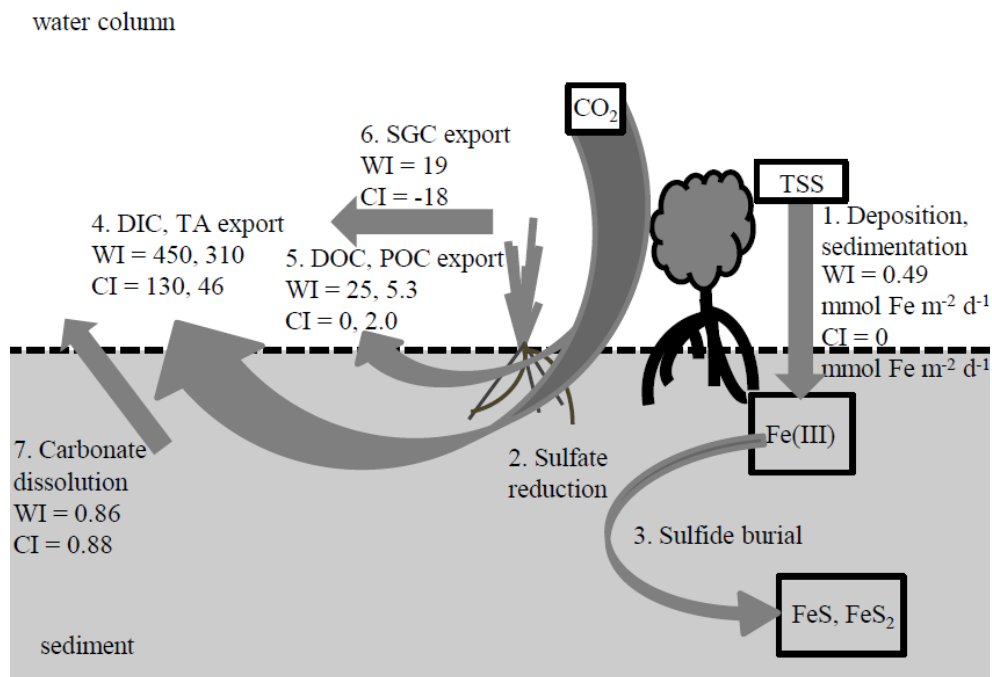 water column
CO₂
6. SGC export
WI = 19
CI = -18
TSS
1. Deposition,
sedimentation
WI = 0.49
mmol Fe m⁻² d⁻¹
CI = 0
mmol Fe m⁻² d⁻¹
4. DIC, TA export
WI = 450, 310
CI = 130, 46
5. DOC, POC export
WI = 25, 5.3
CI = 0, 2.0
Fe(III)
7. Carbonate
dissolution
WI = 0.86
CI = 0.88
2. Sulfate
reduction
3. Sulfide burial
FeS, FeS₂
sediment